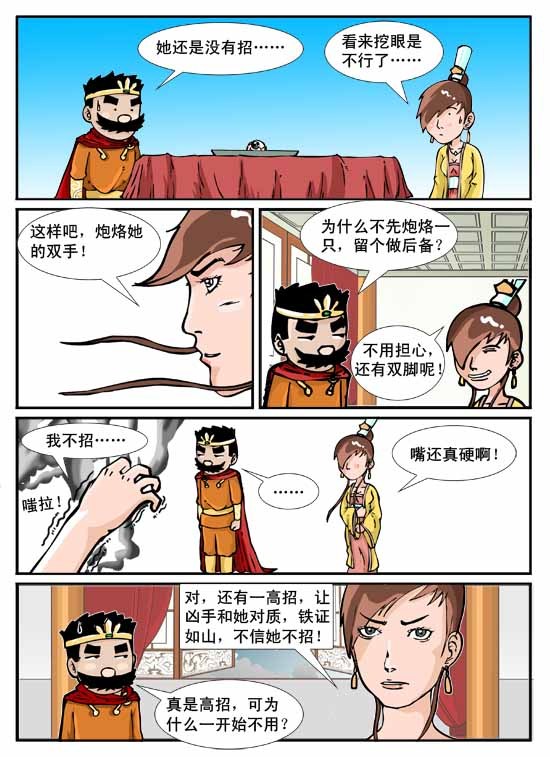 她还是没有招……
看来挖眼是
不行了……
这样吧，炮烙她
的双手！
为什么不先炮烙一
只，留个做后备？
不用担心，
还有双脚呢！
我不招……
嗤拉！
……
嘴还真硬啊！
对，还有一高招，让
凶手和她对质，铁证
如山，不信她不招！
真是高招，可为
什么一开始不用？